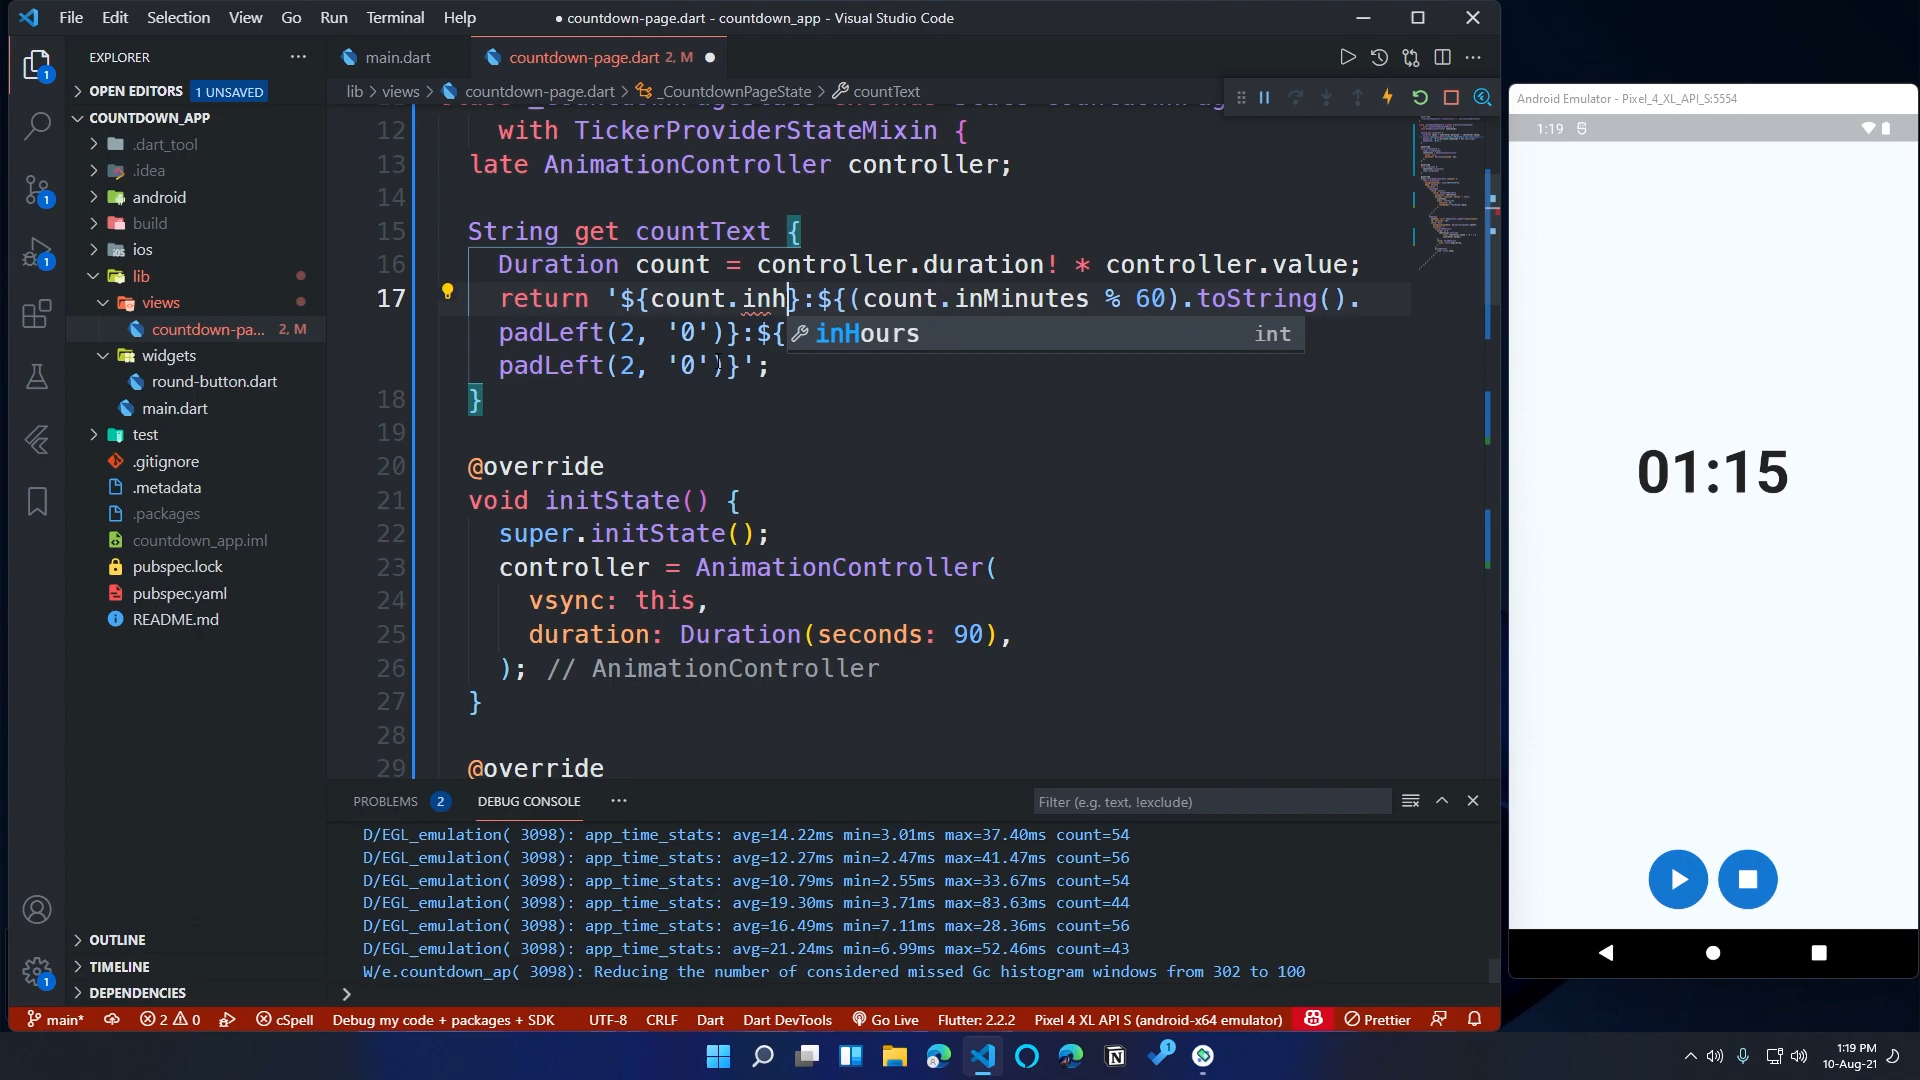 File Edit Selection View Go Run Terminal Help
● countdown-page.dart - countdown_app - Visual Studio Code
EXPLORER
main.dart
countdown-page.dart 2, M
OPEN EDITORS 1 UNSAVED
lib > views > countdown-page.dart > _CountdownPageState > countText
COUNTDOWN_APP
.dart_tool
.idea
android
build
ios
lib
views
countdown-pa... 2, M
widgets
round-button.dart
main.dart
test
.gitignore
.metadata
.packages
countdown_app.iml
pubspec.lock
pubspec.yaml
README.md
OUTLINE
TIMELINE
DEPENDENCIES
12 with TickerProviderStateMixin {
13 late AnimationController controller;
14
15 String get countText {
16 Duration count = controller.duration! * controller.value;
17 return '${count.inh}:${(count.inMinutes % 60).toString().
padLeft(2, '0')}:${
inHours int
padLeft(2, '0')}';
18 }
19
20 @override
21 void initState() {
22 super.initState();
23 controller = AnimationController(
24 vsync: this,
25 duration: Duration(seconds: 90),
26 ); // AnimationController
27 }
28
29 @override
PROBLEMS 2 DEBUG CONSOLE
Filter (e.g. text, !exclude)
D/EGL_emulation( 3098): app_time_stats: avg=14.22ms min=3.01ms max=37.40ms count=54
D/EGL_emulation( 3098): app_time_stats: avg=12.27ms min=2.47ms max=41.47ms count=56
D/EGL_emulation( 3098): app_time_stats: avg=10.79ms min=2.55ms max=33.67ms count=54
D/EGL_emulation( 3098): app_time_stats: avg=19.30ms min=3.71ms max=83.63ms count=44
D/EGL_emulation( 3098): app_time_stats: avg=16.49ms min=7.11ms max=28.36ms count=56
D/EGL_emulation( 3098): app_time_stats: avg=21.24ms min=6.99ms max=52.46ms count=43
W/e.countdown_ap( 3098): Reducing the number of considered missed Gc histogram windows from 302 to 100
main* 2 0 cSpell Debug my code + packages + SDK UTF-8 CRLF Dart Dart DevTools Go Live Flutter: 2.2.2 Pixel 4 XL API S (android-x64 emulator) Prettier
Android Emulator - Pixel_4_XL_API_S:5554
1:19
01:15
1:19 PM
10-Aug-21